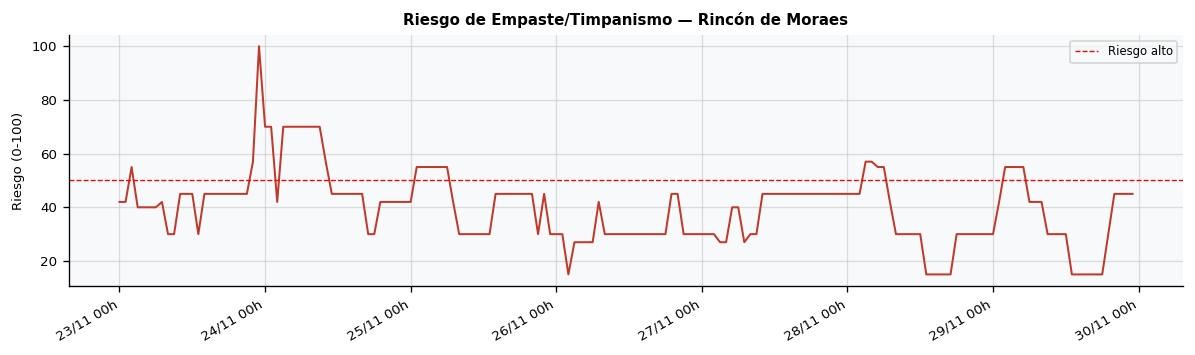 Riesgo de Empaste/Timpanismo — Rincón de Moraes
Riesgo (0-100)
100
80
60
40
20
Riesgo alto
23/11 00h
24/11 00h
25/11 00h
26/11 00h
27/11 00h
28/11 00h
29/11 00h
30/11 00h